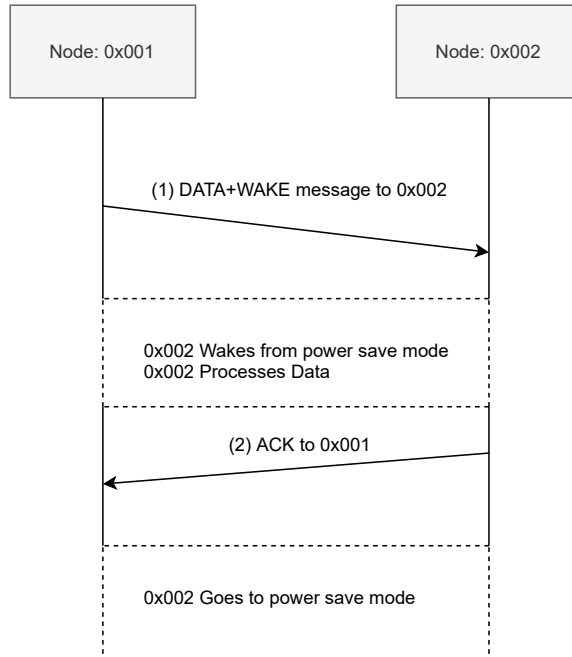 Node: 0x001
Node: 0x002
(1) DATA+WAKE message to 0x002
0x002 Wakes from power save mode
0x002 Processes Data
(2) ACK to 0x001
0x002 Goes to power save mode